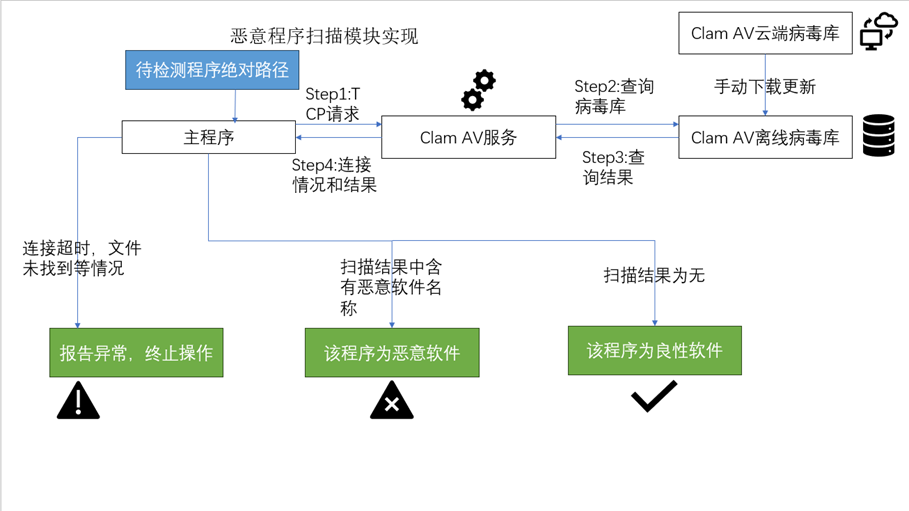 恶意程序扫描模块实现
Clam AV云端病毒库
待检测程序绝对路径
手动下载更新
Step1:T
CP请求
Step2:查询
病毒库
主程序
Clam AV服务
Clam AV离线病毒库
Step4:连接
情况和结果
Step3:查
询结果
连接超时，文件
未找到等情况
扫描结果中含
有恶意软件名
称
扫描结果为无
报告异常，终止操作
该程序为恶意软件
该程序为良性软件